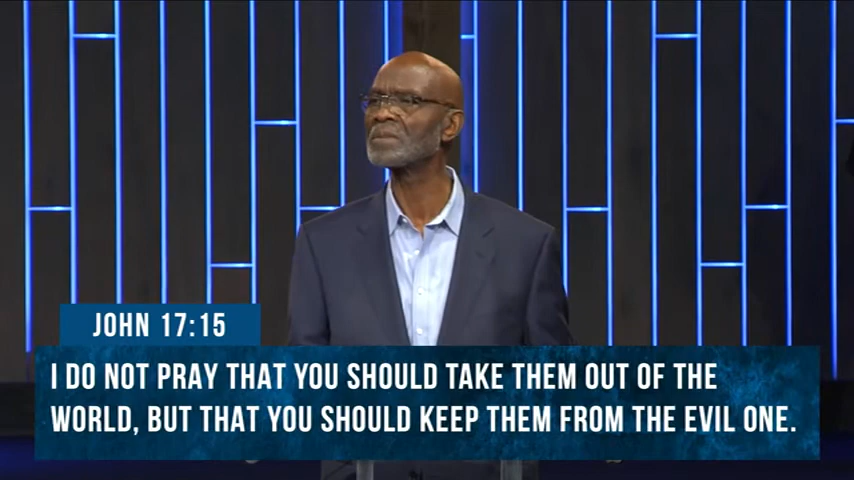 JOHN 17:15
I DO NOT PRAY THAT YOU SHOULD TAKE THEM OUT OF THE
WORLD, BUT THAT YOU SHOULD KEEP THEM FROM THE EVIL ONE.